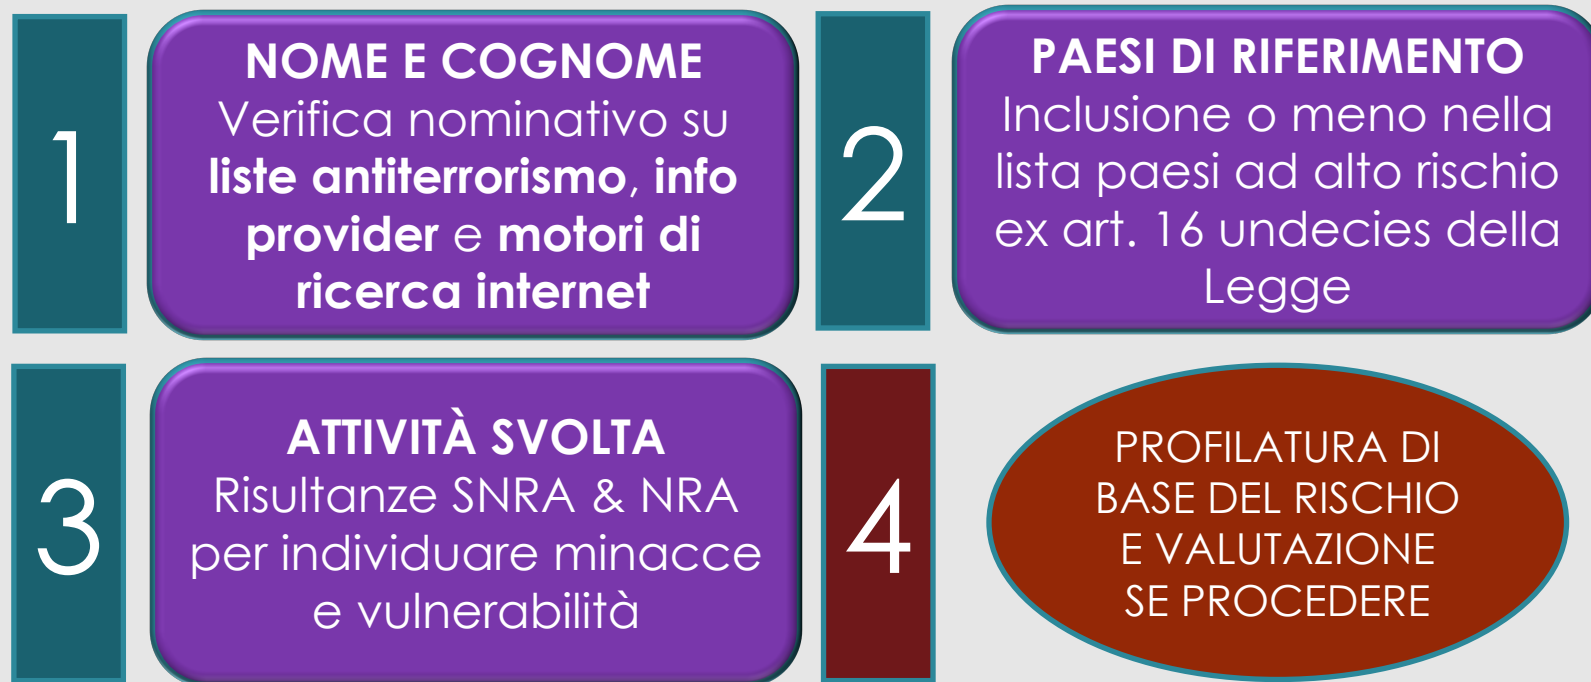 1
NOME E COGNOME
Verifica nominativo su
liste antiterrorismo, info
provider e motori di
ricerca internet
2
PAESI DI RIFERIMENTO
Inclusione o meno nella
lista paesi ad alto rischio
ex art. 16 undecies della
Legge
3
ATTIVITÀ SVOLTA
Risultanze SNRA & NRA
per individuare minacce
e vulnerabilità
4
PROFILATURA DI
BASE DEL RISCHIO
E VALUTAZIONE
SE PROCEDERE